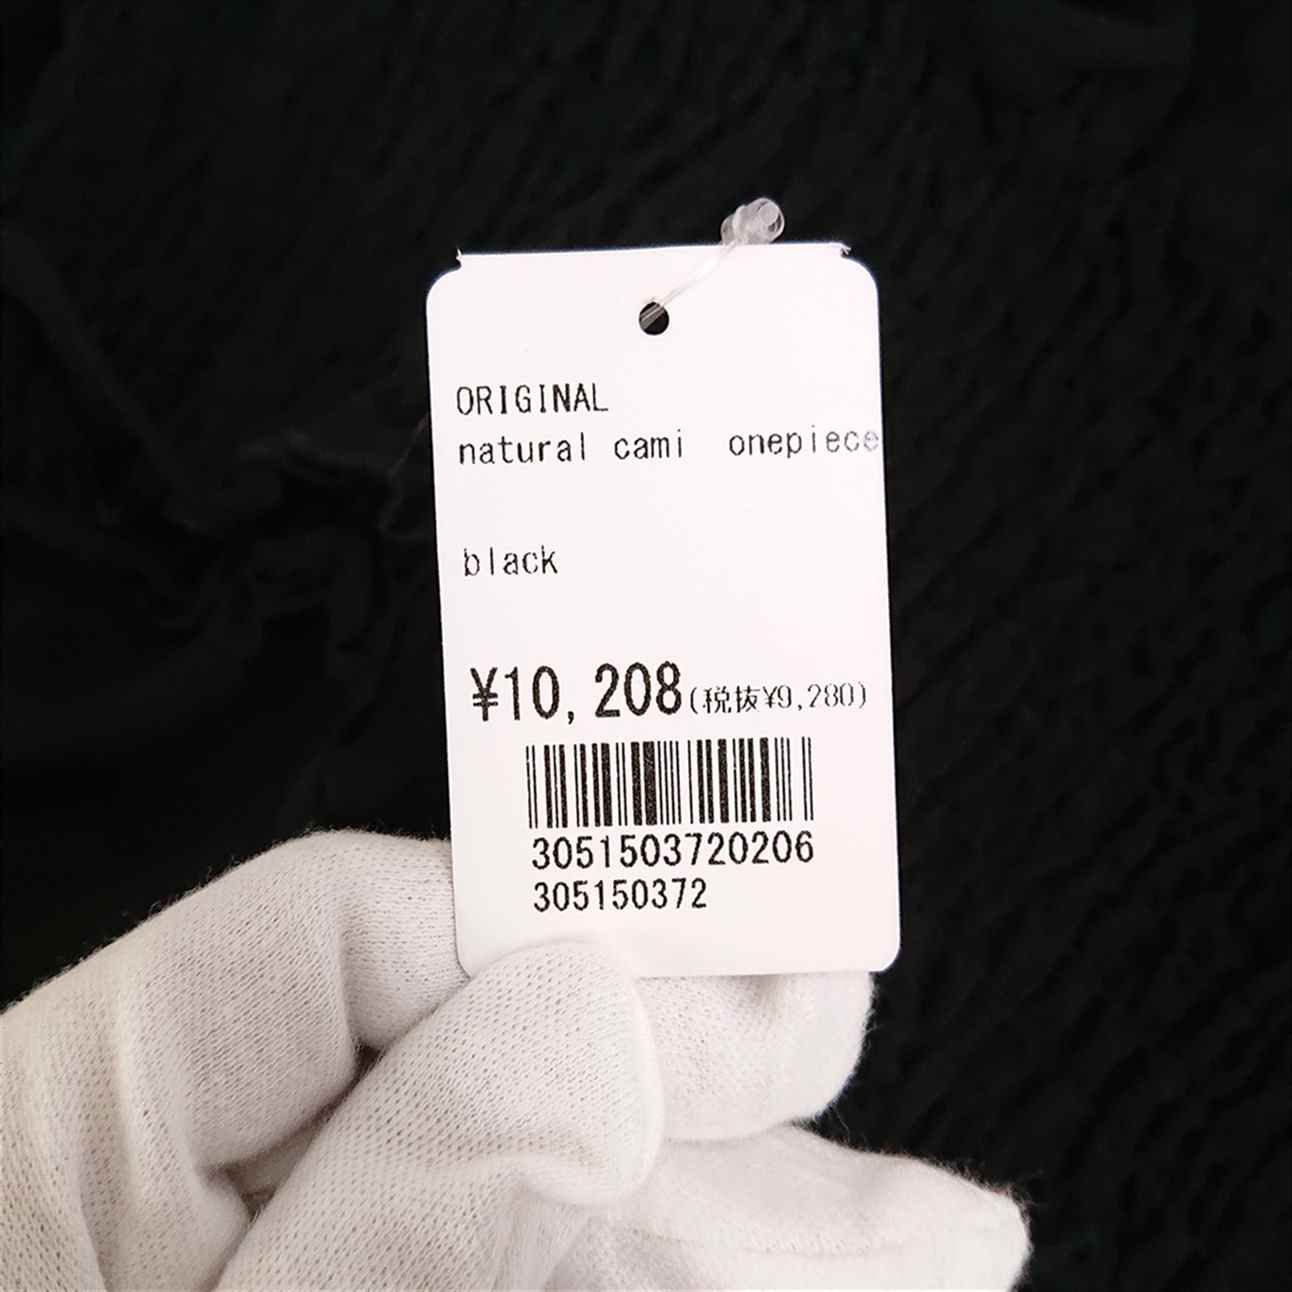 ORIGINAL
natural cami onepiece
black
¥10,208(税抜¥9,280)
3051503720206
305150372